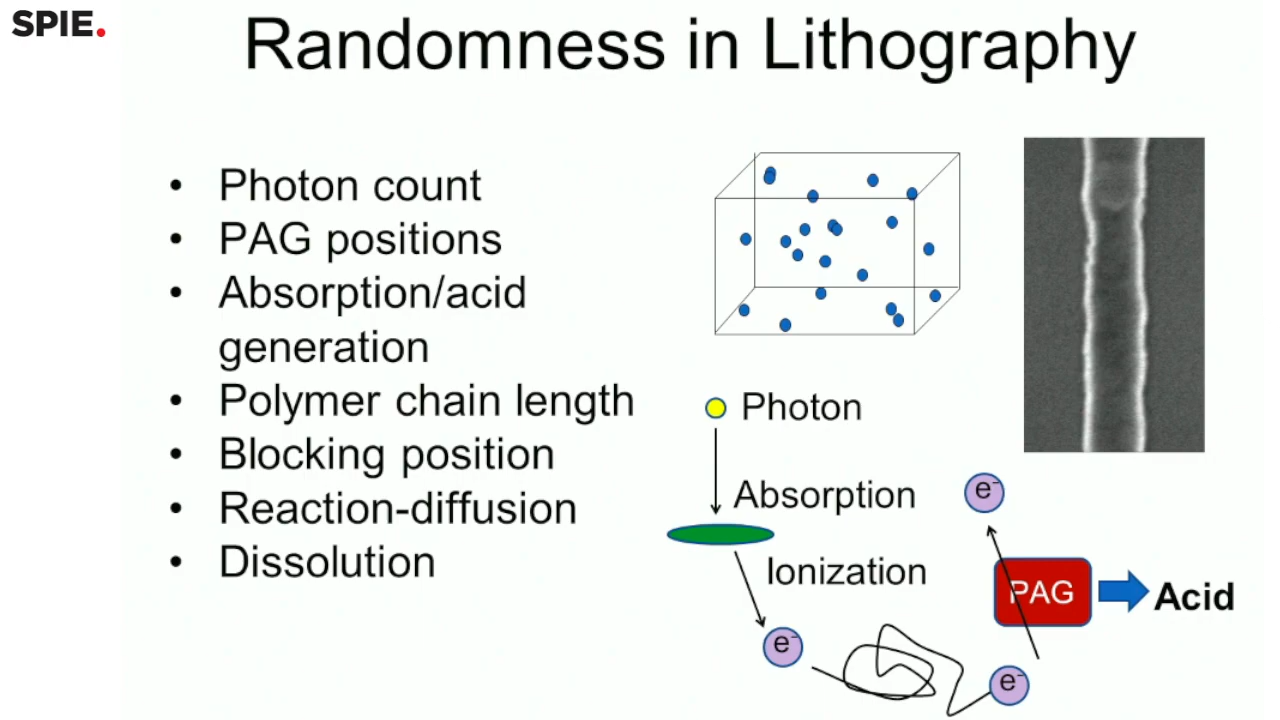 SPIE.
Randomness in Lithography
• Photon count
• PAG positions
• Absorption/acid
generation
• Polymer chain length
• Blocking position
• Reaction-diffusion
• Dissolution
Photon
Absorption
Ionization
e-
e-
PAG
Acid
e-